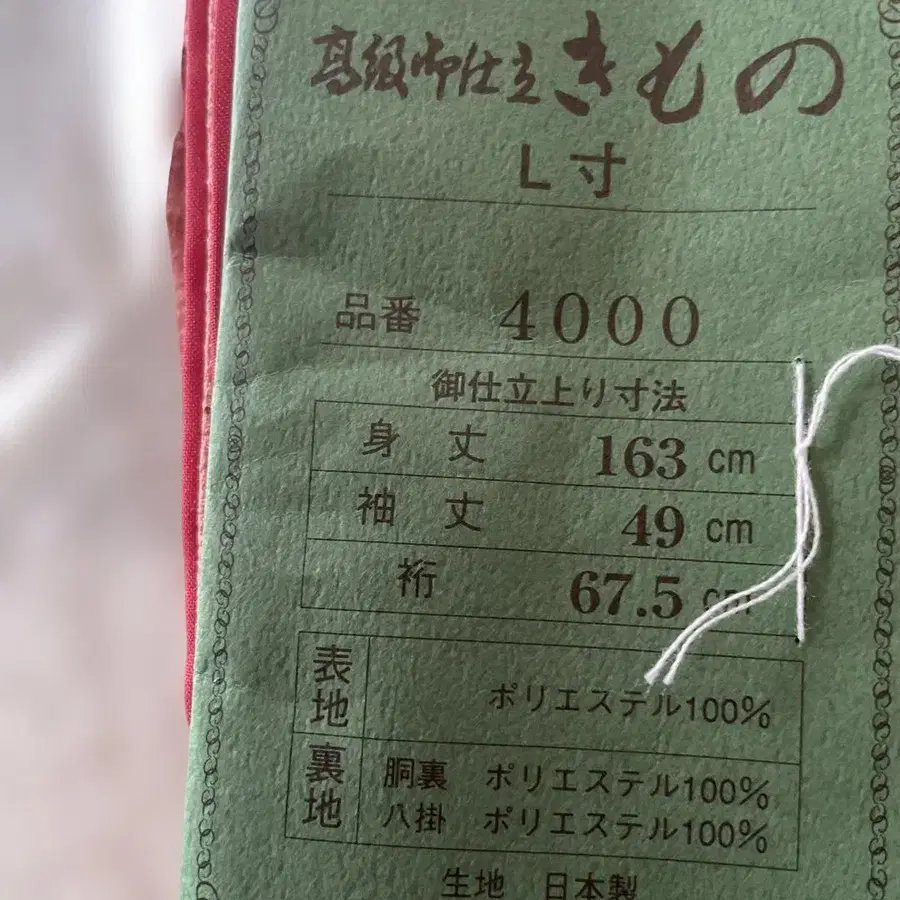 高級御仕立きもの
L寸
品番 4000
御仕立上り寸法
身丈 163 cm
袖丈 49 cm
裄 67.5 cm
表地 ポリエステル100%
裏地 胴裏 ポリエステル100%
八掛 ポリエステル100%
生地 日本製